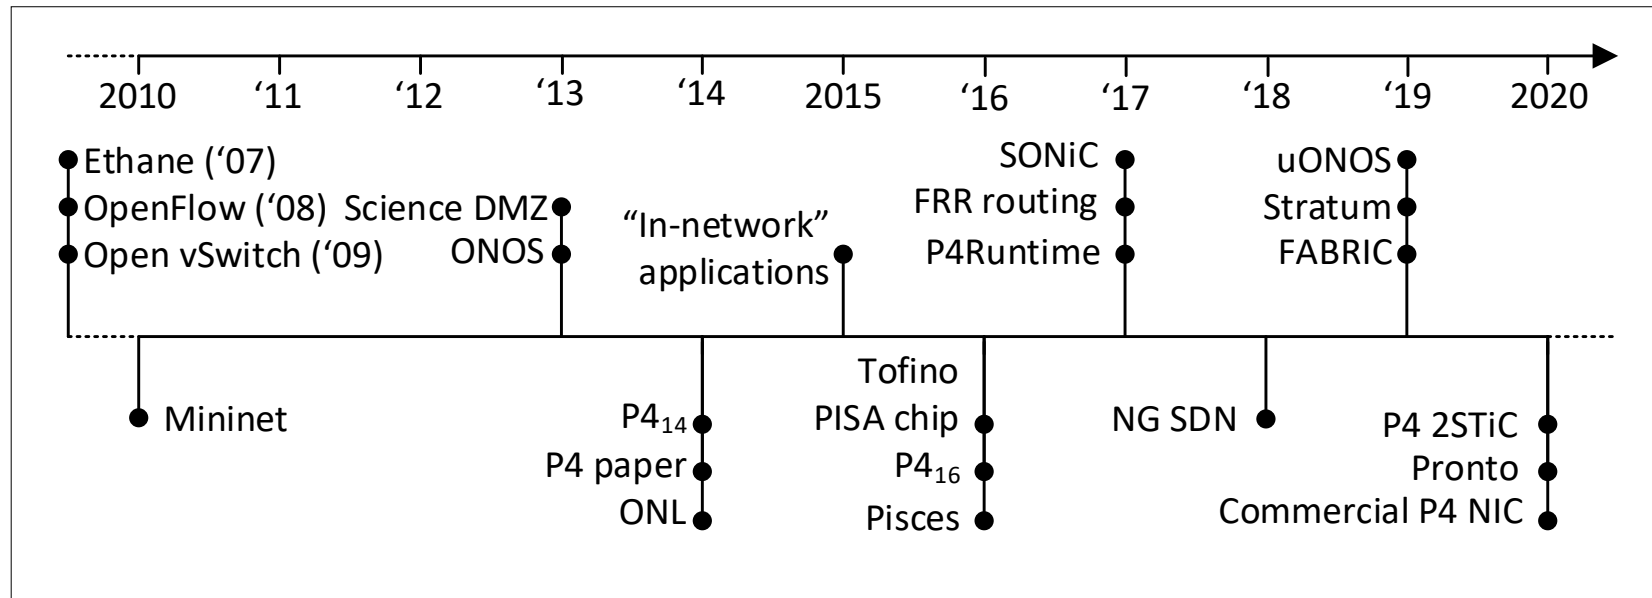 2010 ‘11 ‘12 ‘13 ‘14 2015 ‘16 ‘17 ‘18 ‘19 2020
Ethane (‘07)
OpenFlow (‘08)
Open vSwitch (‘09)
Science DMZ
ONOS
“In-network”
applications
SONiC
FRR routing
P4Runtime
uONOS
Stratum
FABRIC
Mininet
P4₁₄
P4 paper
ONL
Tofino
PISA chip
P4₁₆
Pisces
NG SDN
P4 2STiC
Pronto
Commercial P4 NIC